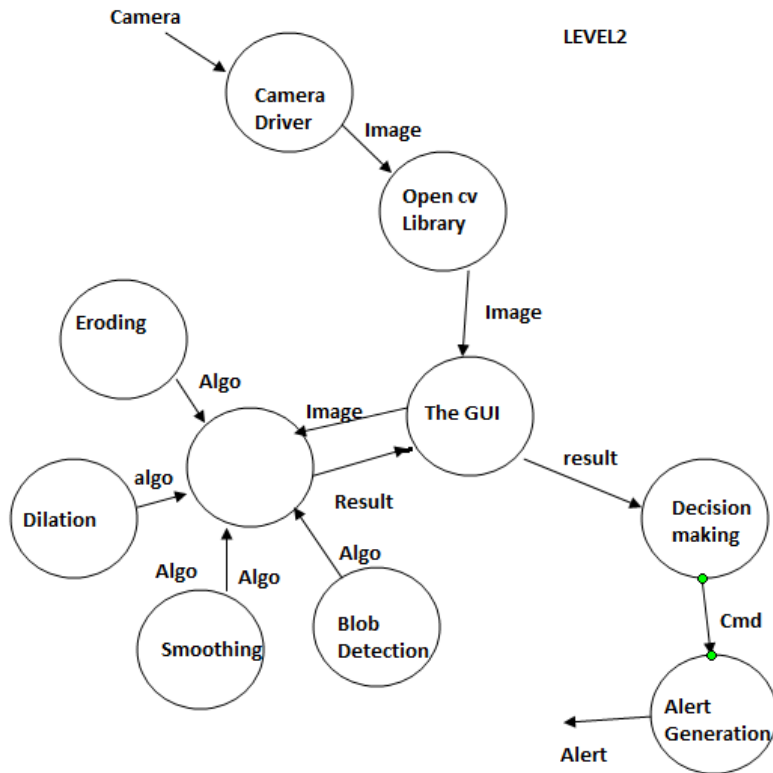 Camera
LEVEL2
Camera
Driver
Image
Open cv
Library
Image
Eroding
Algo
Image
The GUI
result
algo
Result
Dilation
Decision
making
Algo
Algo
Algo
Smoothing
Blob
Detection
Cmd
Alert
Generation
Alert